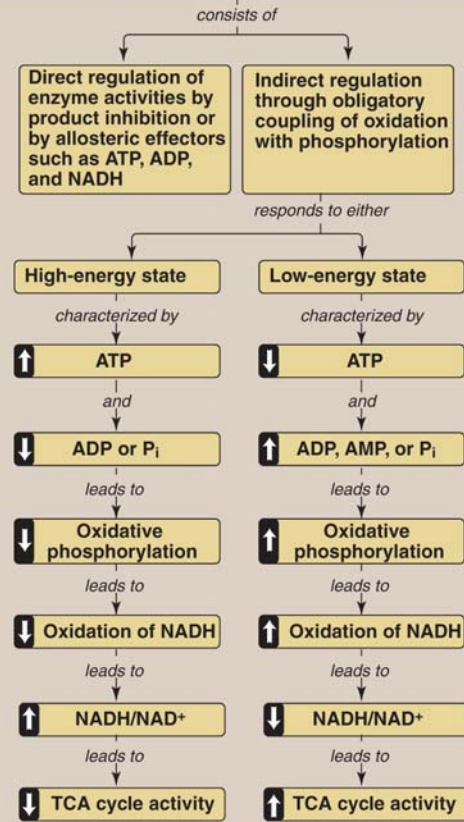 consists of
Direct regulation of
enzyme activities by
product inhibition or
by allosteric effectors
such as ATP, ADP,
and NADH
Indirect regulation
through obligatory
coupling of oxidation
with phosphorylation
responds to either
High-energy state
Low-energy state
characterized by
characterized by
ATP
ATP
and
and
ADP or Pi
ADP, AMP, or Pi
leads to
leads to
Oxidative
phosphorylation
Oxidative
phosphorylation
leads to
leads to
Oxidation of NADH
Oxidation of NADH
leads to
leads to
NADH/NAD+
NADH/NAD+
leads to
leads to
TCA cycle activity
TCA cycle activity